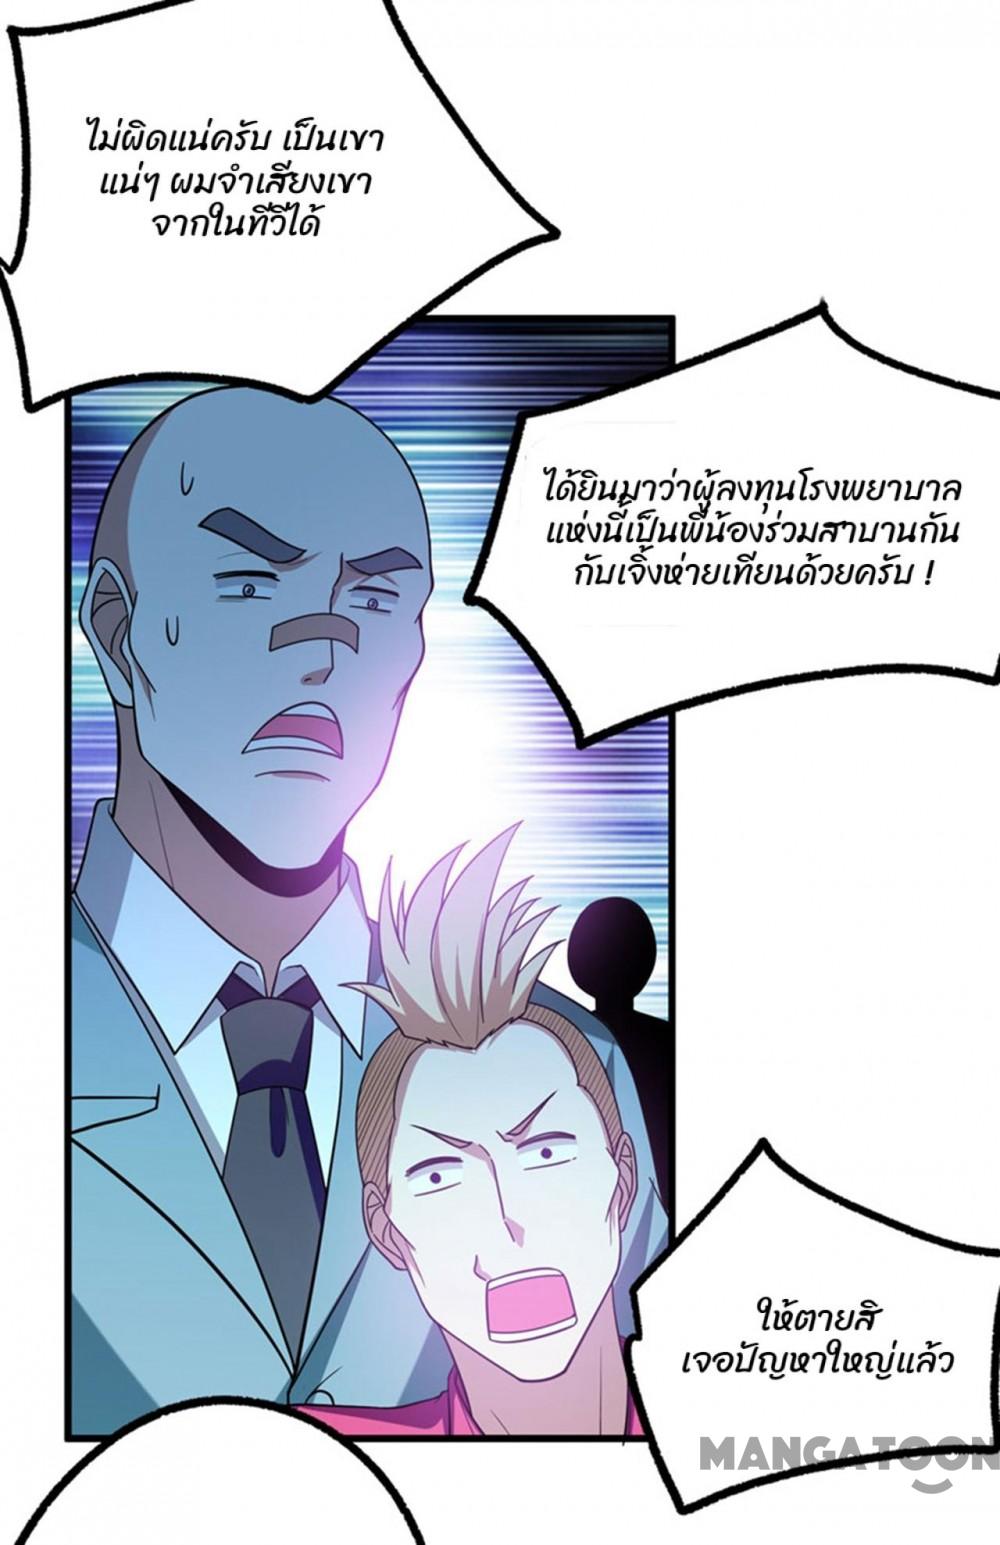 ไม่ผิดแน่ครับ เป็นเขา
แน่ๆ ผมจำเสียงเขา
จากในทีวีได้
ได้ยินมาว่าผู้ลงทุนโรงพยาบาล
แห่งนี้เป็นพี่น้องร่วมสาบานกัน
กับเจิ้งห่ายเทียนด้วยครับ !
ให้ตายสิ
เจอปัญหาใหญ่แล้ว
MANGATOON